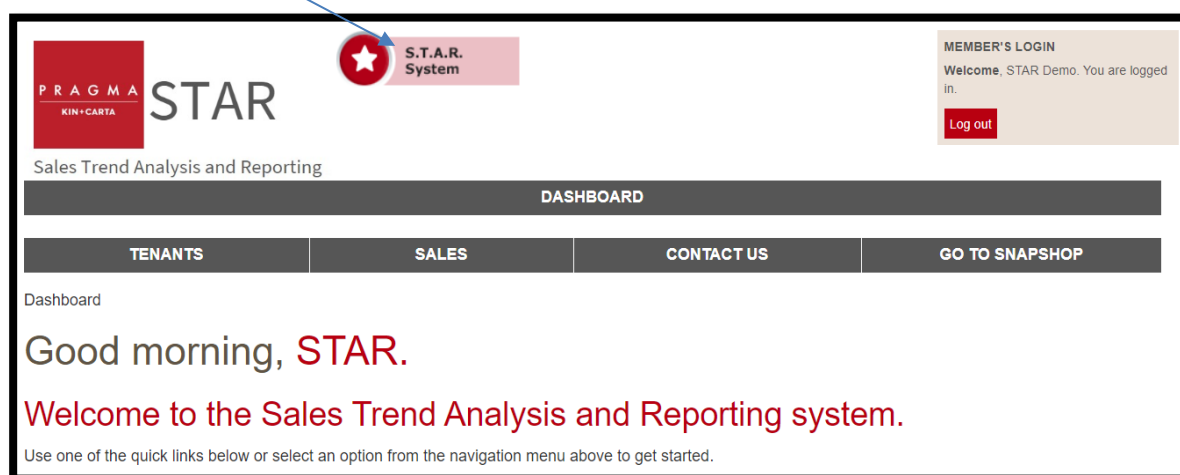 PRAGMA
KIN+CARTA
STAR
Sales Trend Analysis and Reporting
S.T.A.R.
System
MEMBER'S LOGIN
Welcome, STAR Demo. You are logged
in.
Log out
DASHBOARD
TENANTS SALES CONTACT US GO TO SNAPSHOP
Dashboard
Good morning, STAR.
Welcome to the Sales Trend Analysis and Reporting system.
Use one of the quick links below or select an option from the navigation menu above to get started.